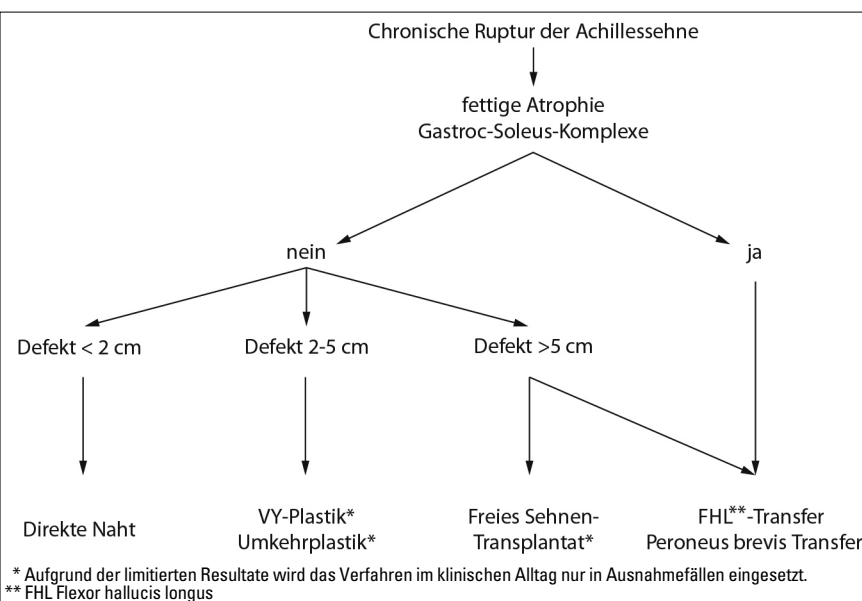 Chronische Ruptur der Achillessehne
fettige Atrophie
Gastroc-Soleus-Komplexe
nein
ja
Defekt < 2 cm
Defekt 2-5 cm
Defekt >5 cm
Direkte Naht
VY-Plastik*
Umkehrplastik*
Freies Sehnen-
Transplantat*
FHL**-Transfer
Peroneus brevis Transfer
* Aufgrund der limitierten Resultate wird das Verfahren im klinischen Alltag nur in Ausnahmefällen eingesetzt.
** FHL Flexor hallucis longus